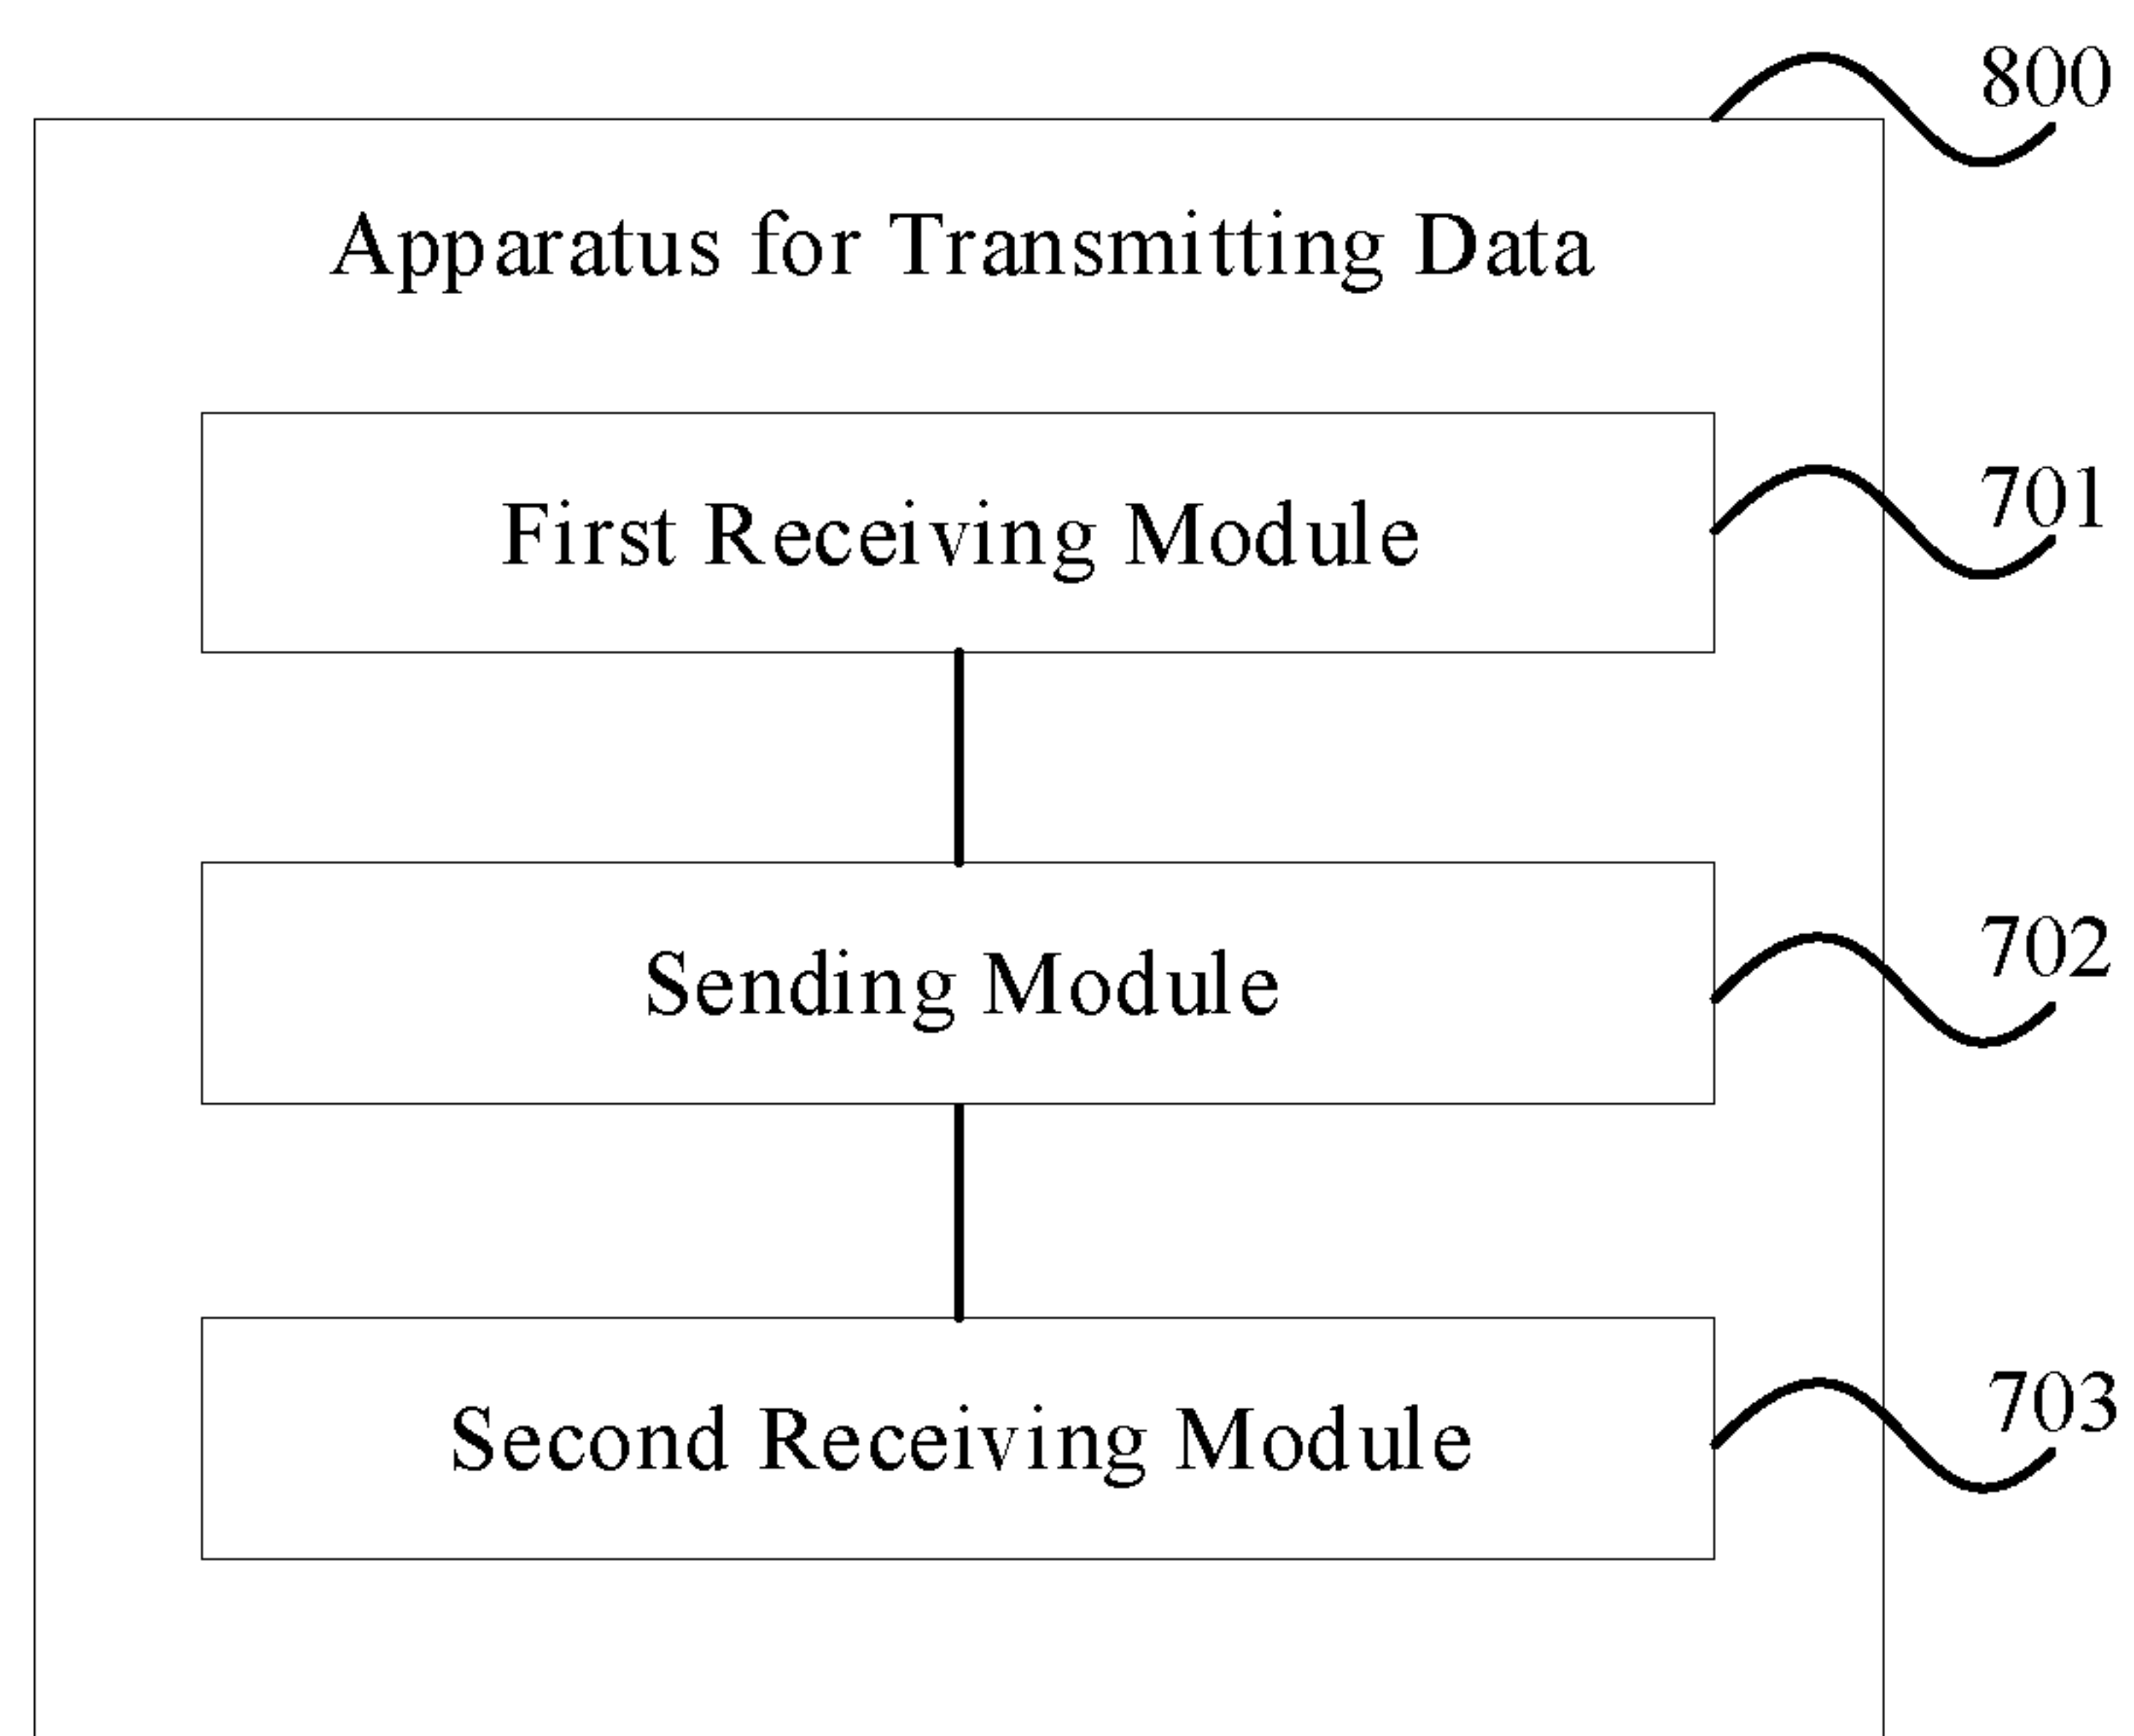 800
Apparatus for Transmitting Data
First Receiving Module
701
Sending Module
702
Second Receiving Module
703